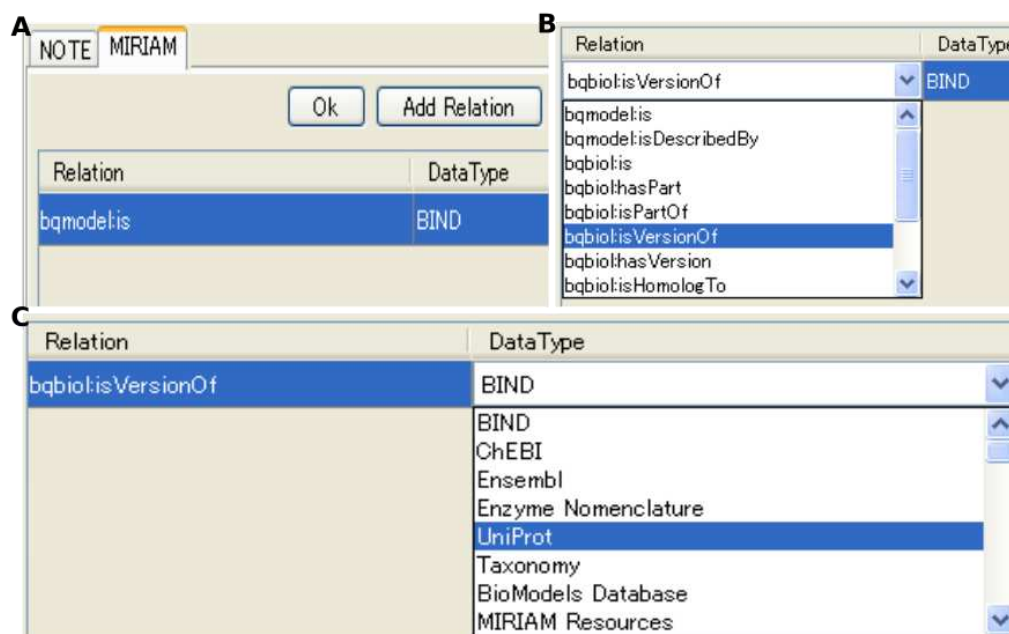 A
NOTE MIRIAM
Ok Add Relation
Relation DataType
bqmodel:is BIND
B
Relation DataType
bqbiol:isVersionOf BIND
bqmodel:is
bqmodel:isDescribedBy
bqbiol:is
bqbiol:hasPart
bqbiol:isPartOf
bqbiol:isVersionOf
bqbiol:hasVersion
bqbiol:isHomologTo
C
Relation DataType
bqbiol:isVersionOf BIND
BIND
ChEBI
Ensembl
Enzyme Nomenclature
UniProt
Taxonomy
BioModels Database
MIRIAM Resources